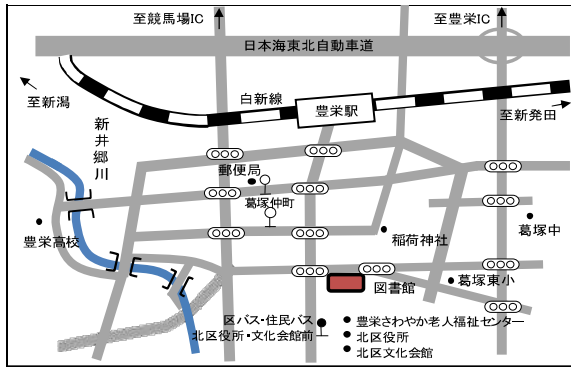 至競馬場IC
至豊栄IC
日本海東北自動車道
至新潟
白新線
豊栄駅
至新発田
新井郷川
郵便局
葛塚仲町
豊栄高校
稲荷神社
葛塚中
図書館
葛塚東小
区バス・住民バス
北区役所・文化会館前
豊栄さわやか老人福祉センター
北区役所
北区文化会館